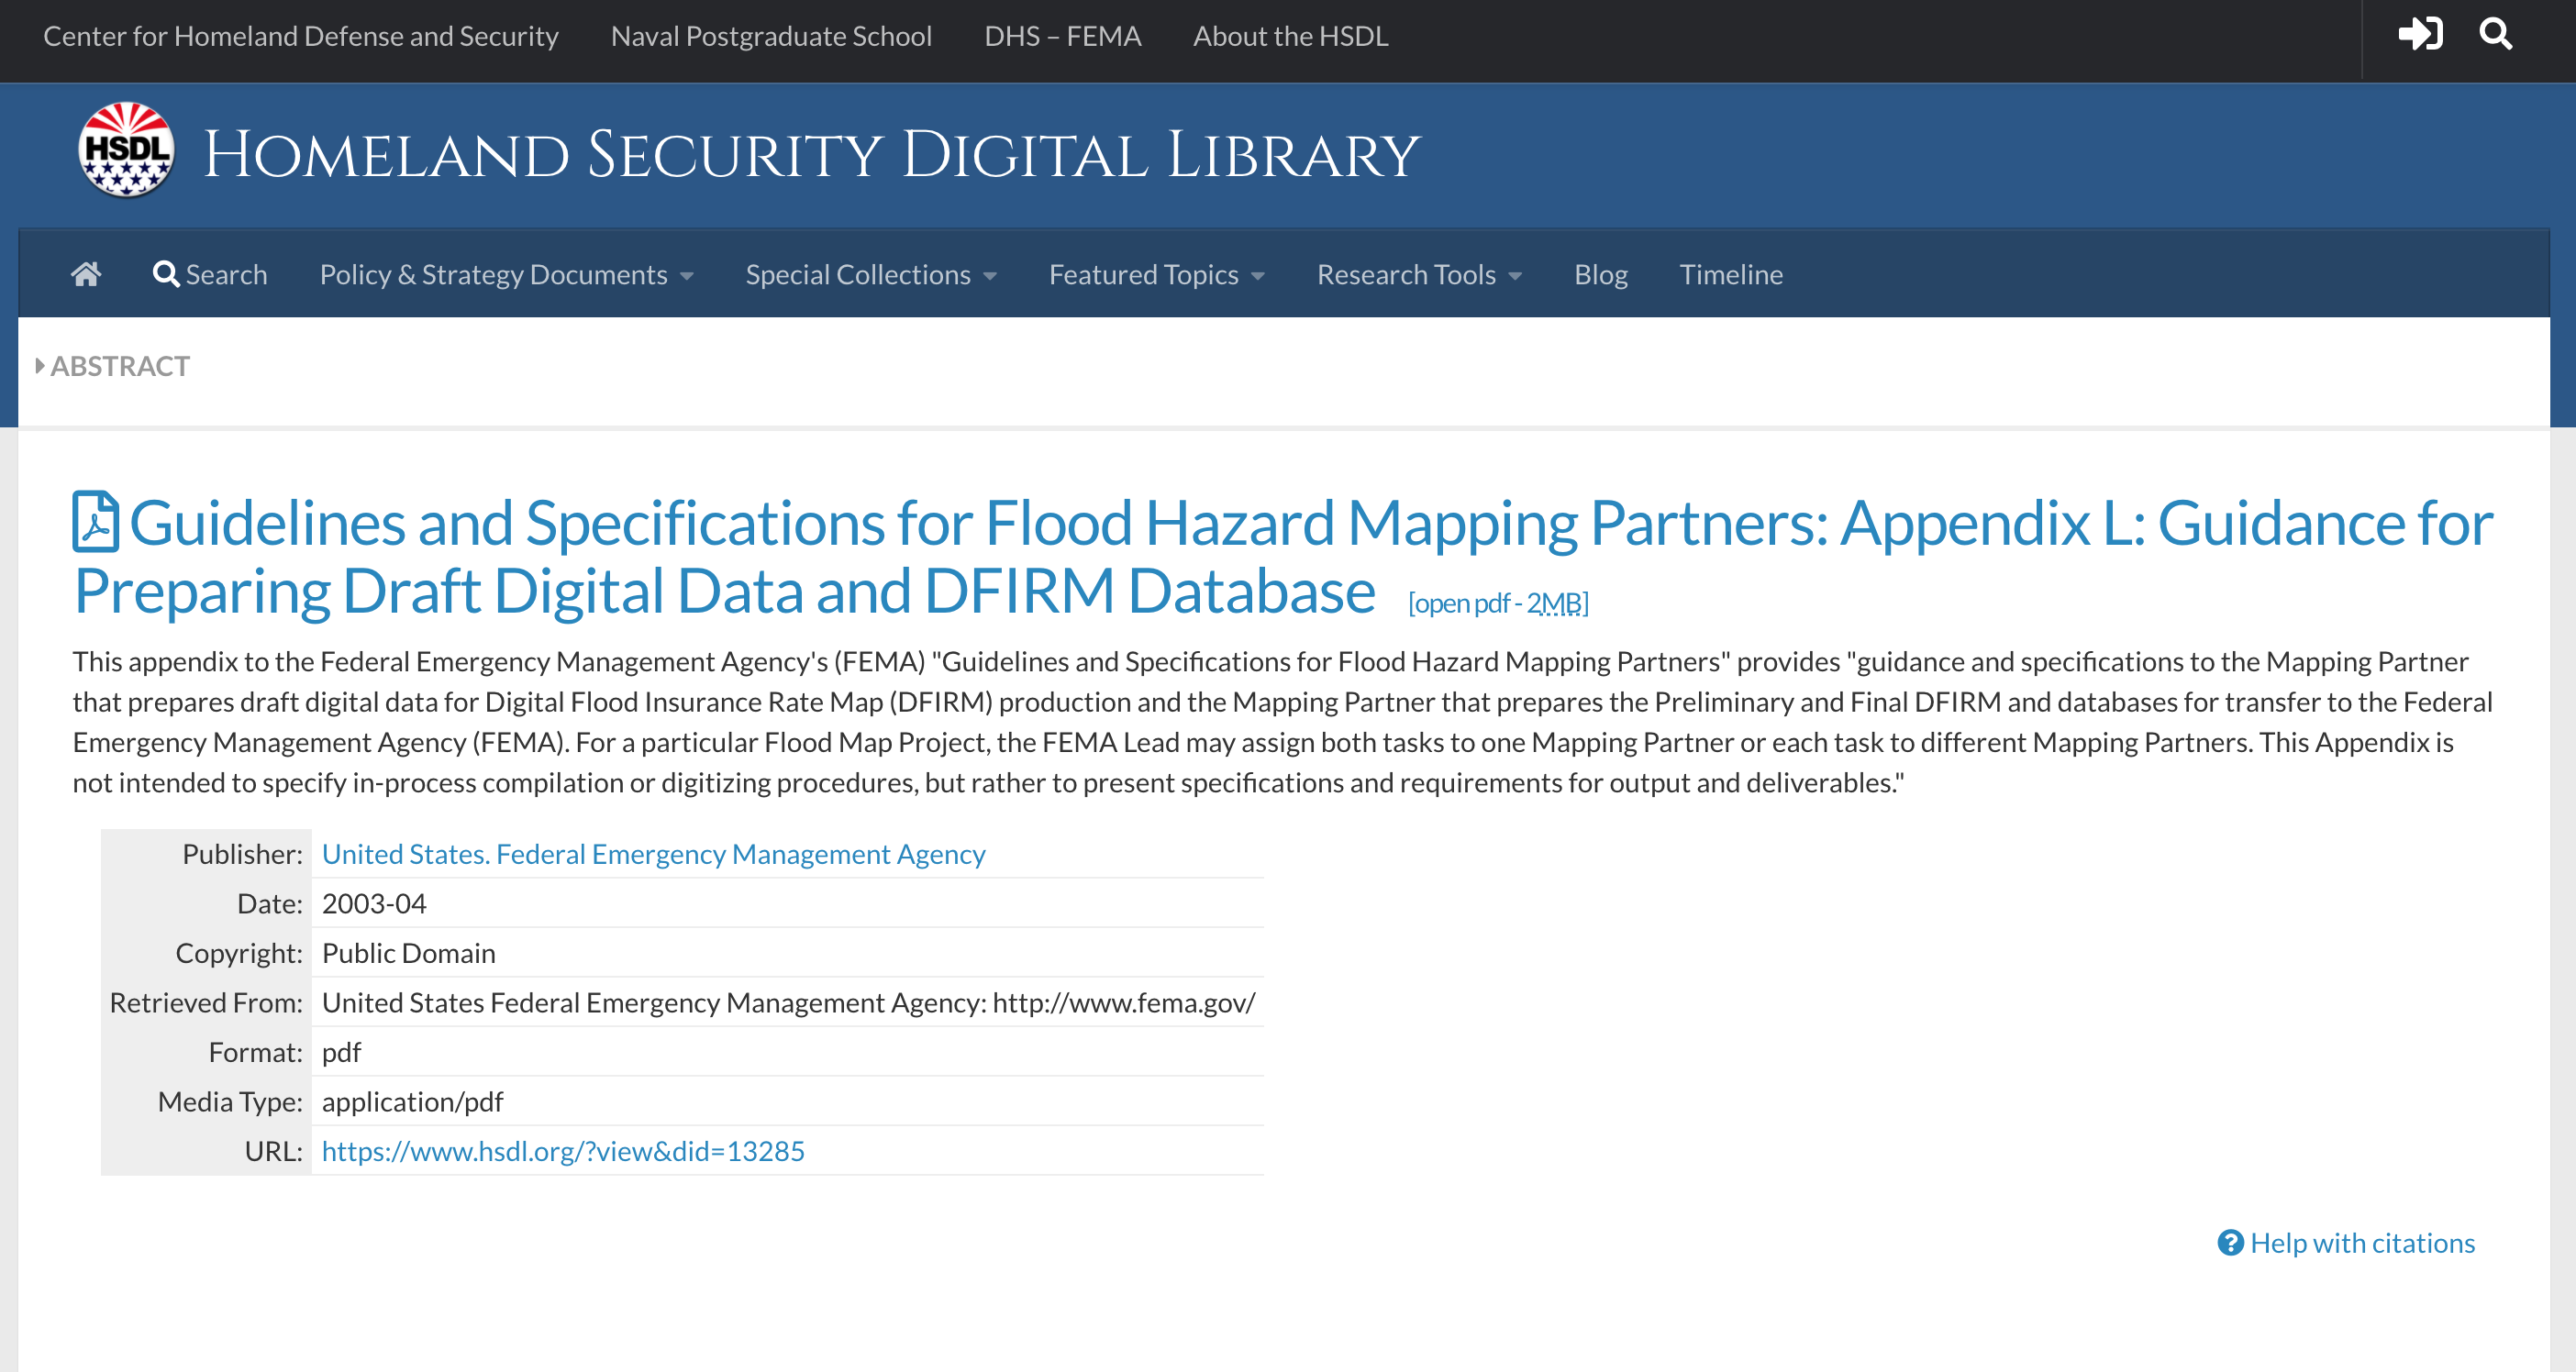 Center for Homeland Defense and Security Naval Postgraduate School DHS – FEMA About the HSDL
HSDL
HOMELAND SECURITY DIGITAL LIBRARY
Search Policy & Strategy Documents Special Collections Featured Topics Research Tools Blog Timeline
ABSTRACT
Guidelines and Specifications for Flood Hazard Mapping Partners: Appendix L: Guidance for
Preparing Draft Digital Data and DFIRM Database [open pdf - 2MB]
This appendix to the Federal Emergency Management Agency's (FEMA) "Guidelines and Specifications for Flood Hazard Mapping Partners" provides "guidance and specifications to the Mapping Partner
that prepares draft digital data for Digital Flood Insurance Rate Map (DFIRM) production and the Mapping Partner that prepares the Preliminary and Final DFIRM and databases for transfer to the Federal
Emergency Management Agency (FEMA). For a particular Flood Map Project, the FEMA Lead may assign both tasks to one Mapping Partner or each task to different Mapping Partners. This Appendix is
not intended to specify in-process compilation or digitizing procedures, but rather to present specifications and requirements for output and deliverables."
Publisher: United States. Federal Emergency Management Agency
Date: 2003-04
Copyright: Public Domain
Retrieved From: United States Federal Emergency Management Agency: http://www.fema.gov/
Format: pdf
Media Type: application/pdf
URL: https://www.hsdl.org/?view&did=13285
Help with citations